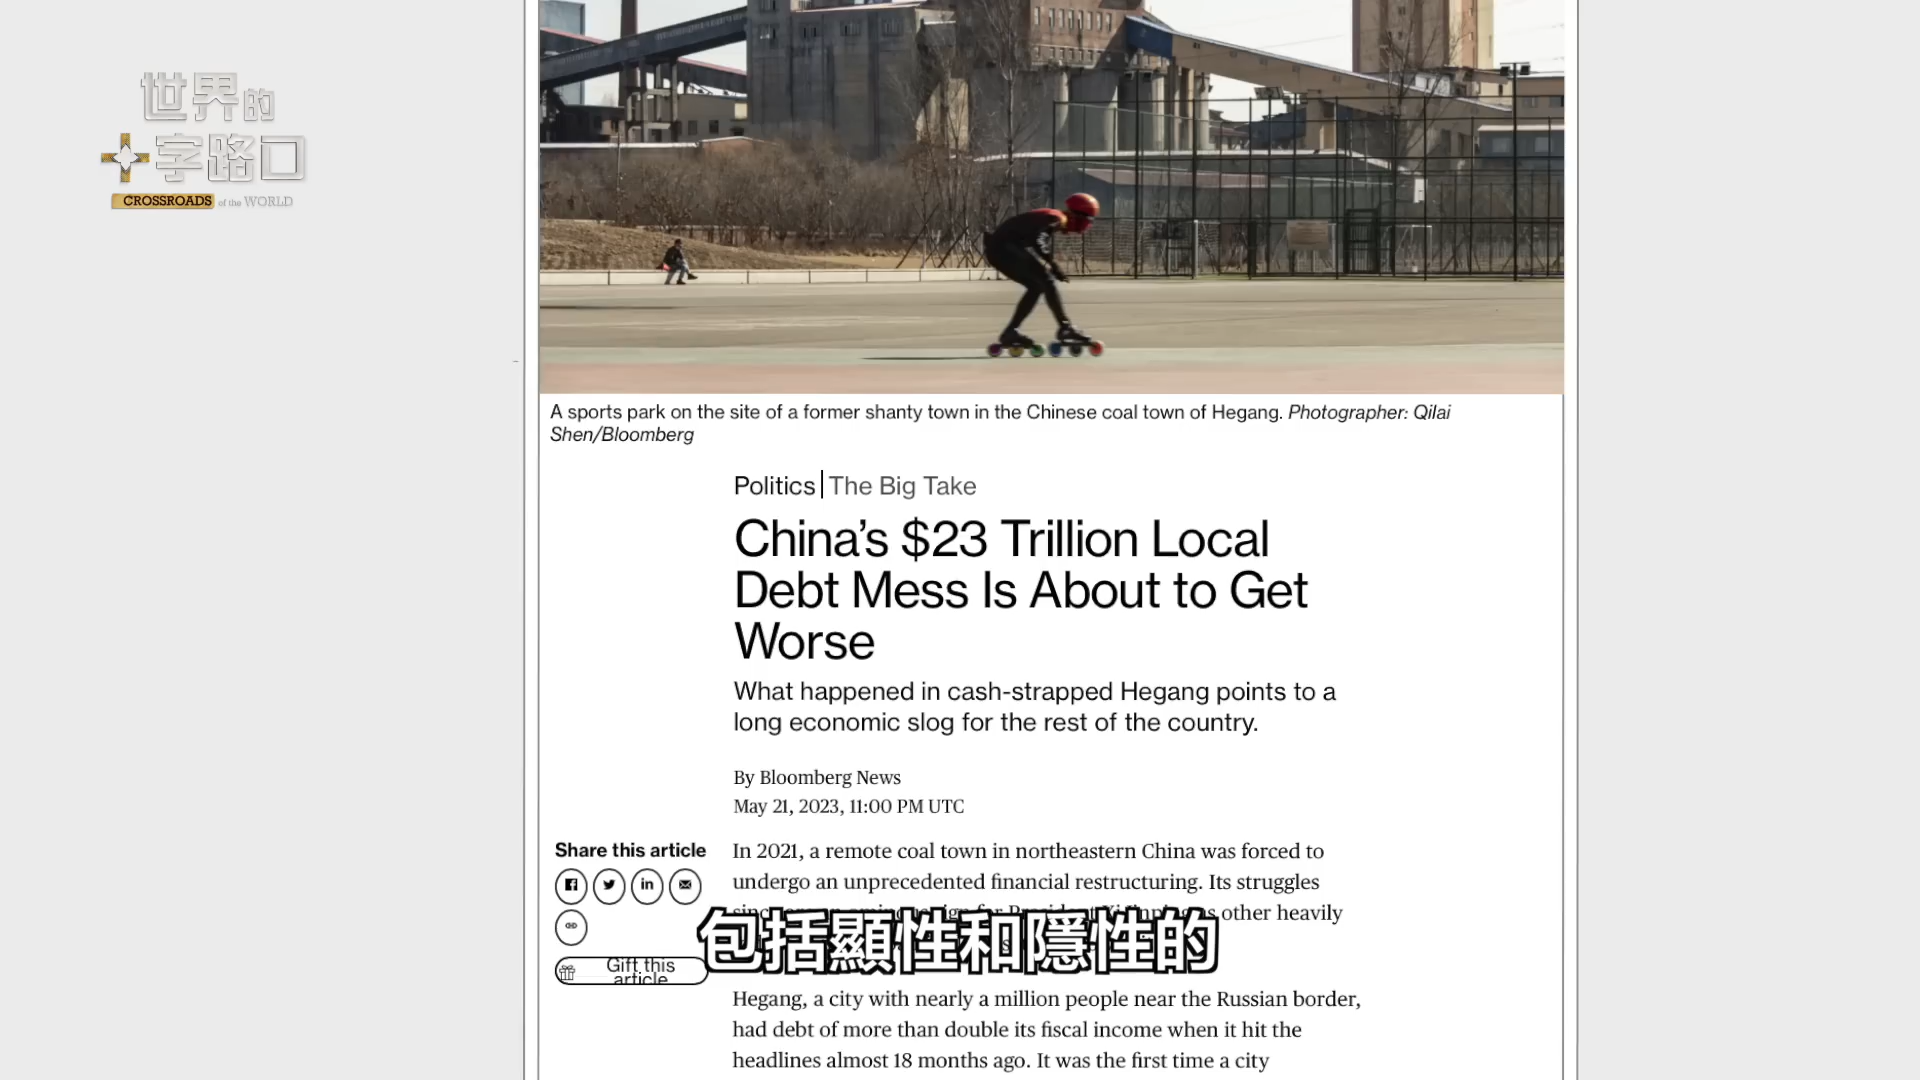 世界的
十字路口
CROSSROADS of the WORLD
A sports park on the site of a former shanty town in the Chinese coal town of Hegang. Photographer: Qilai
Shen/Bloomberg
Politics | The Big Take
China's $23 Trillion Local
Debt Mess Is About to Get
Worse
What happened in cash-strapped Hegang points to a
long economic slog for the rest of the country.
By Bloomberg News
May 21, 2023, 11:00 PM UTC
Share this article
Gift this
article
In 2021, a remote coal town in northeastern China was forced to
undergo an unprecedented financial restructuring. Its struggles
other heavily
包括顯性和隱性的
Hegang, a city with nearly a million people near the Russian border,
had debt of more than double its fiscal income when it hit the
headlines almost 18 months ago. It was the first time a city